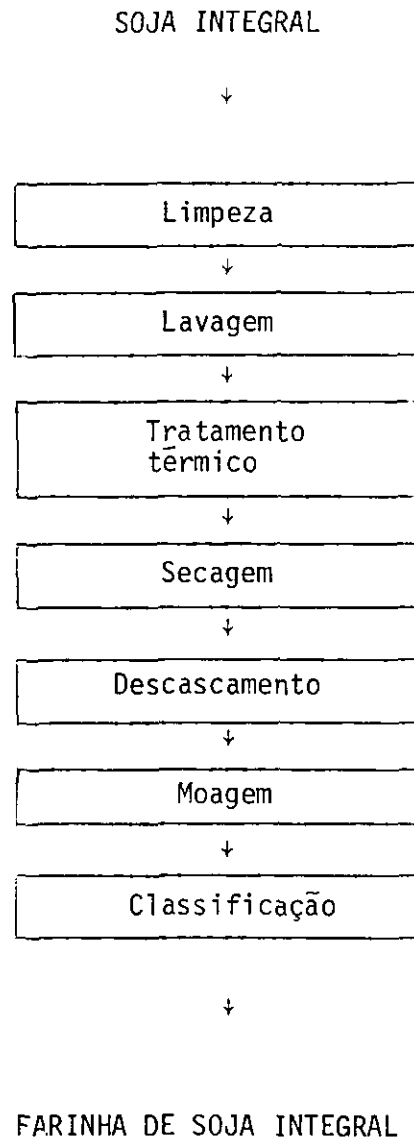 SOJA INTEGRAL
↓
Limpeza
↓
Lavagem
↓
Tratamento
térmico
↓
Secagem
↓
Descascamento
↓
Moagem
↓
Classificação
↓
FARINHA DE SOJA INTEGRAL